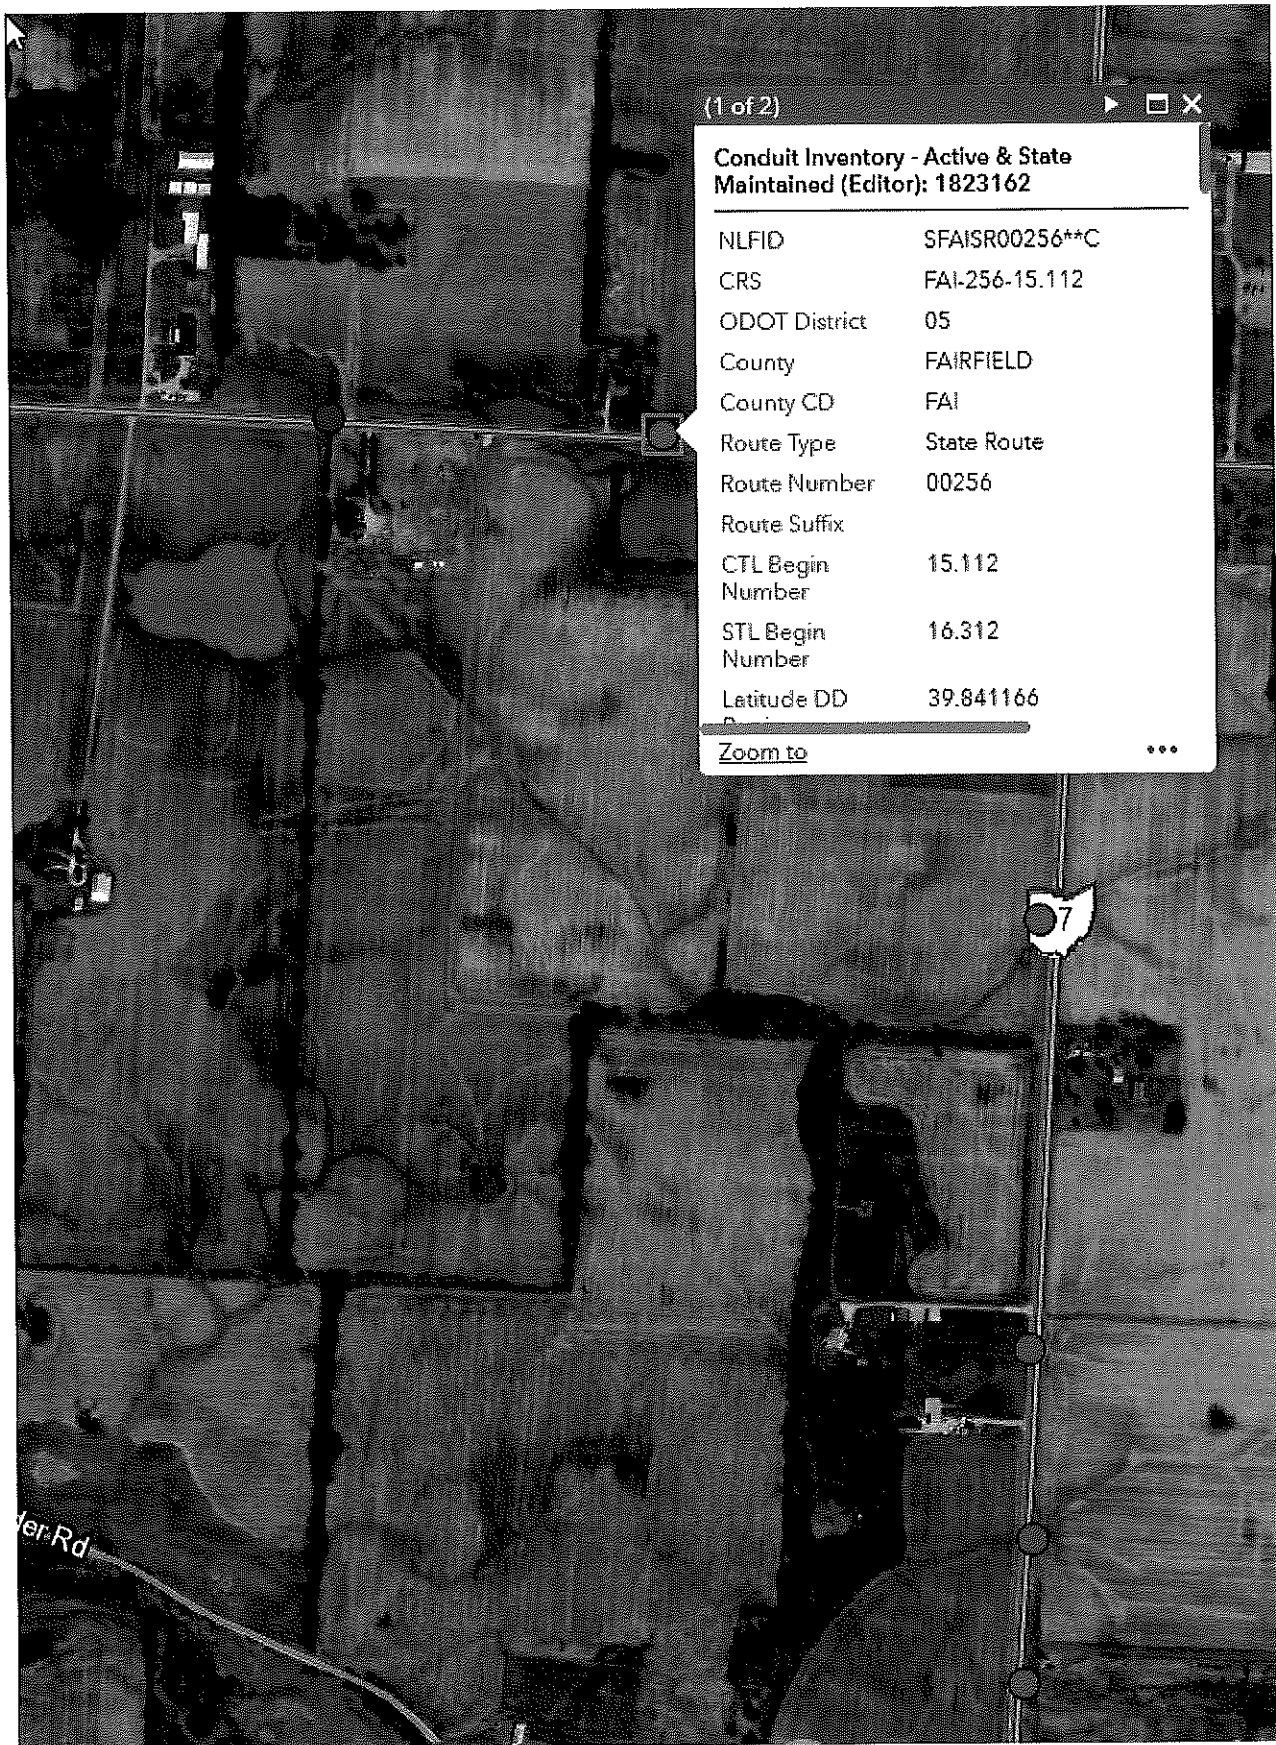 (1 of 2)
Conduit Inventory - Active & State
Maintained (Editor): 1823162
NLFID SFAISR00256**C
CRS FAI-256-15.112
ODOT District 05
County FAIRFIELD
County CD FAI
Route Type State Route
Route Number 00256
Route Suffix
CTL Begin 15.112
Number
STL Begin 16.312
Number
Latitude DD 39.841166
Zoom to
7
der Rd